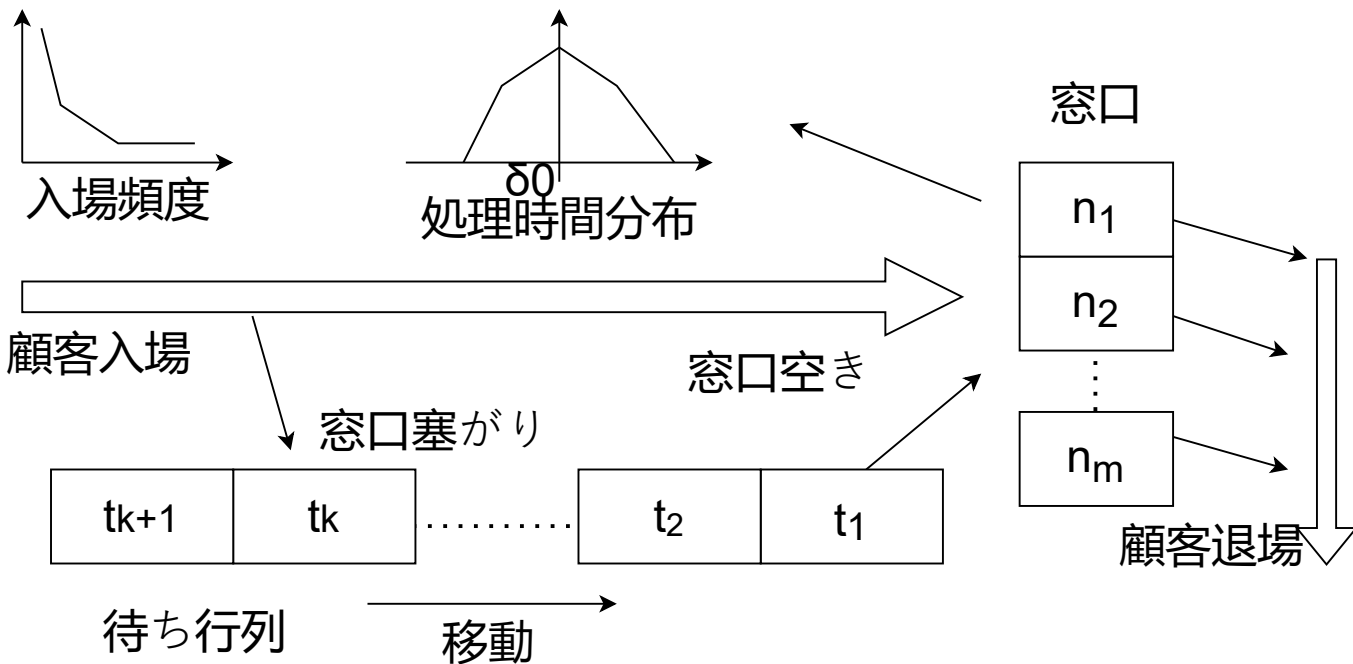 窓口
δ0
入場頻度
処理時間分布
n1
n2
nm
顧客入場
窓口空き
窓口塞がり
tk+1
tk
t2
t1
顧客退場
待ち行列
移動